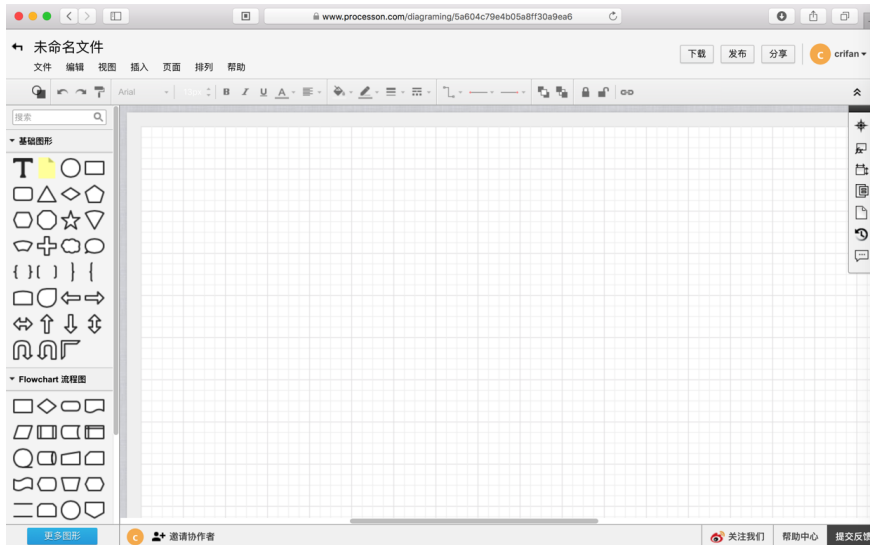 www.processon.com/diagraming/5a604c79e4b05a8ff30a9ea6
未命名文件
文件 编辑 视图 插入 页面 排列 帮助
下载 发布 分享 C crifan
Arial B I U A
搜索
基础图形
T
Flowchart 流程图
更多图形
C 邀请协作者
关注我们 帮助中心 提交反馈